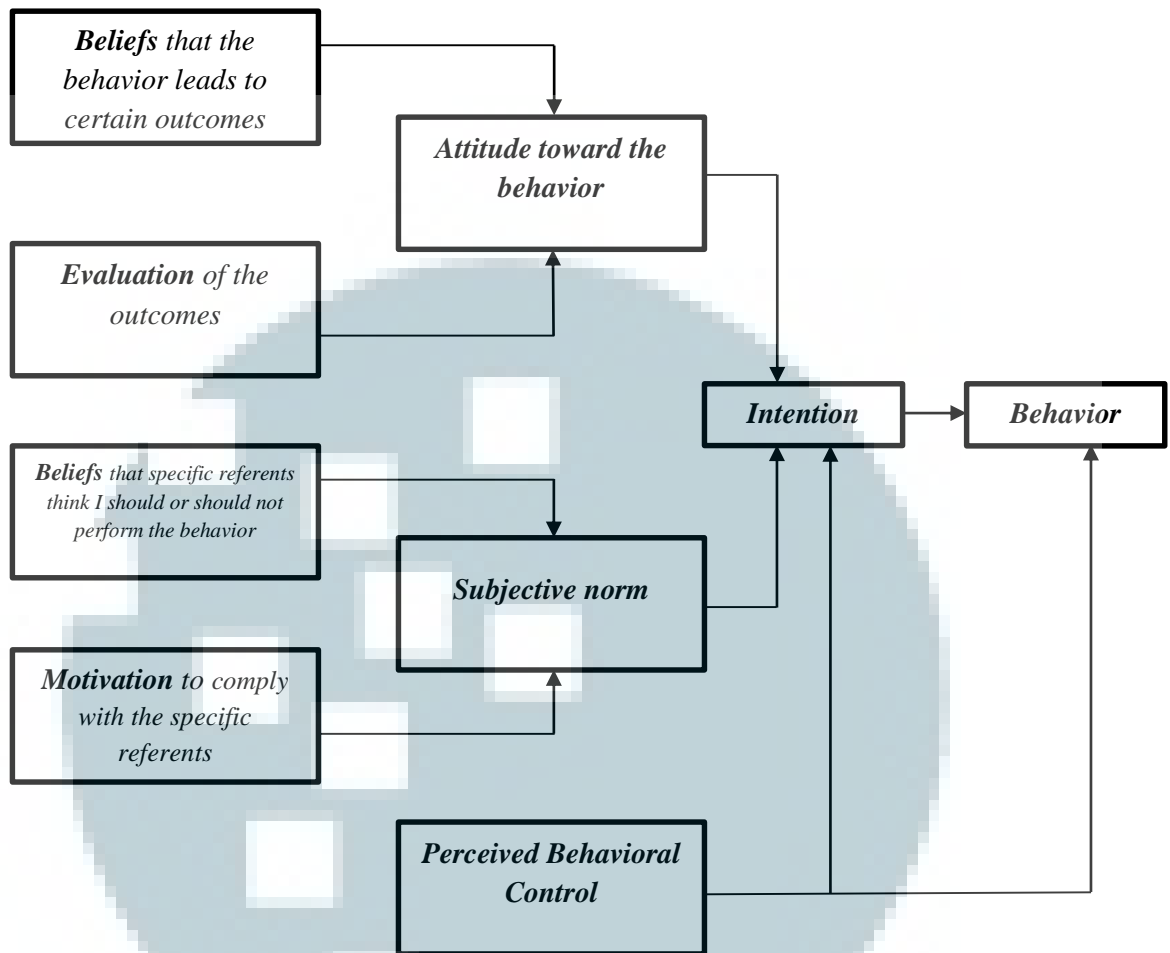 Beliefs that the
behavior leads to
certain outcomes
Attitude toward the
behavior
Evaluation of the
outcomes
Intention
Behavior
Beliefs that specific referents
think I should or should not
perform the behavior
Subjective norm
Motivation to comply
with the specific
referents
Perceived Behavioral
Control